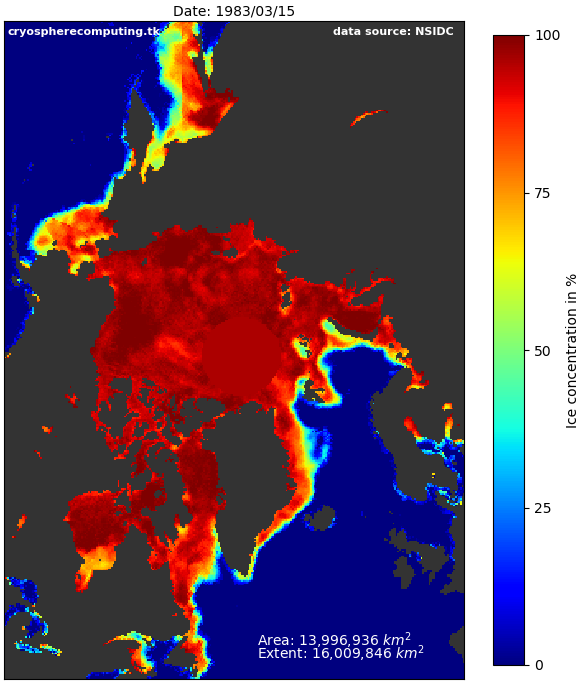 Date: 1983/03/15
cryospherecomputing.tk
data source: NSIDC
100
75
50
25
0
Ice concentration in %
Area: 13,996,936 km²
Extent: 16,009,846 km²